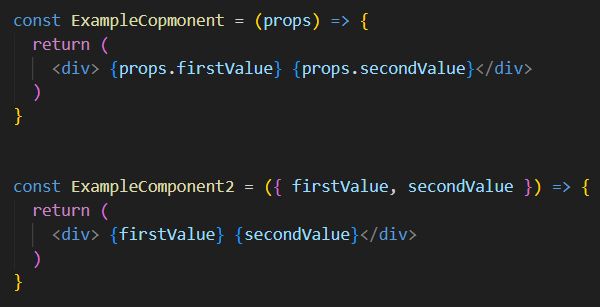 const ExampleCopmonent = (props) => {
  return (
    <div> {props.firstValue} {props.secondValue}</div>
  )
}
const ExampleComponent2 = ({ firstValue, secondValue }) => {
  return (
    <div> {firstValue} {secondValue}</div>
  )
}